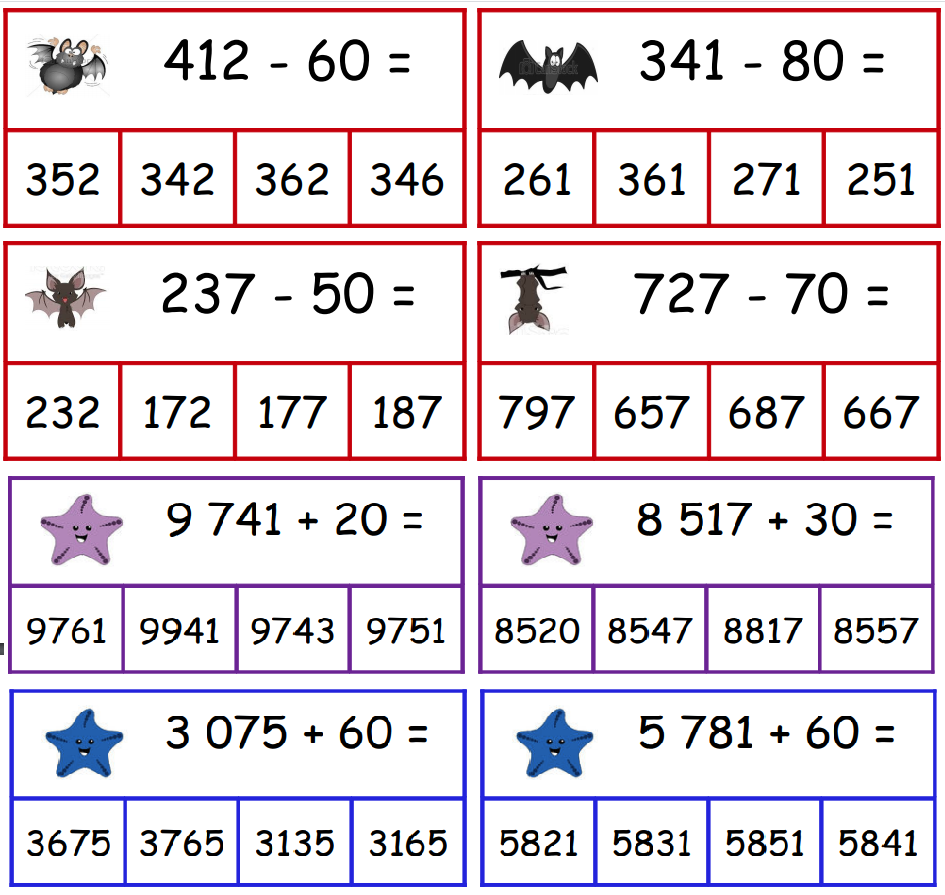 412 - 60 =
352 342 362 346
341 - 80 =
261 361 271 251
237 - 50 =
232 172 177 187
727 - 70 =
797 657 687 667
9 741 + 20 =
9761 9941 9743 9751
8 517 + 30 =
8520 8547 8817 8557
3 075 + 60 =
3675 3765 3135 3165
5 781 + 60 =
5821 5831 5851 5841